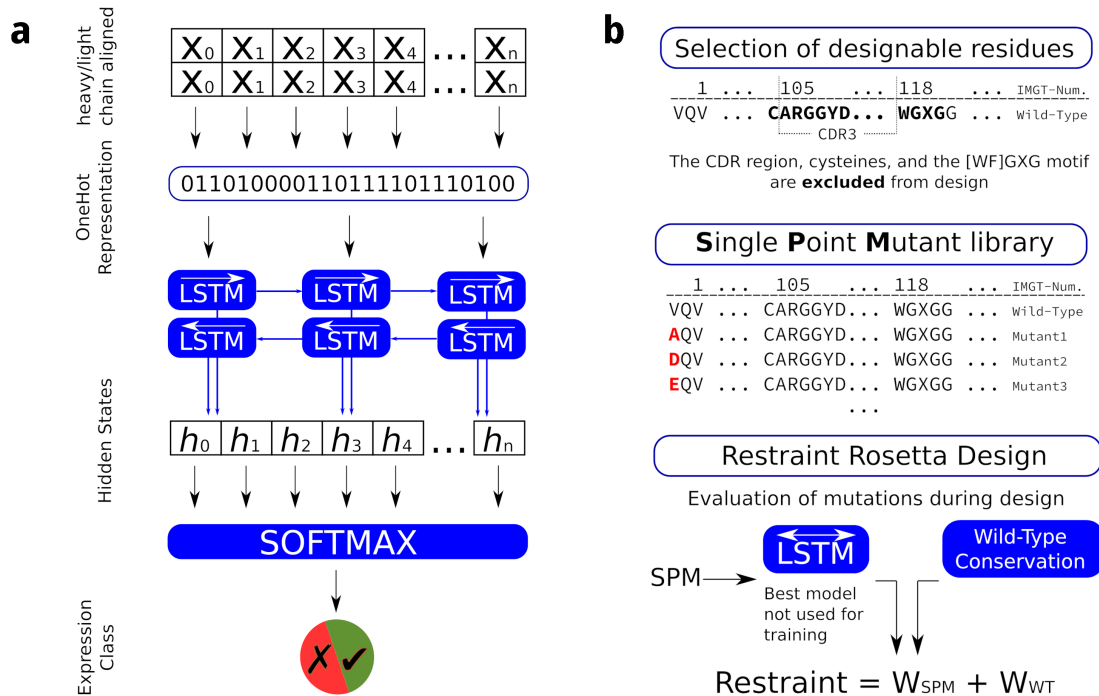 a
heavy/light
chain aligned
X0 X1 X2 X3 X4 ... Xn
X0 X1 X2 X3 X4 ... Xn
OneHot
Representation
01101000011011110111010​0
LSTM LSTM LSTM
LSTM LSTM LSTM
Hidden States
h0 h1 h2 h3 h4 ... hn
SOFTMAX
Expression
Class
✗ ✓
b
Selection of designable residues
1 ... 105 ... 118 ... IMGT-Num.
VQV ... CARGGYD... WGXGG ... Wild-Type
CDR3
The CDR region, cysteines, and the [WF]GXG motif
are excluded from design
Single Point Mutant library
1 ... 105 ... 118 ... IMGT-Num.
VQV ... CARGGYD... WGXGG ... Wild-Type
AQV ... CARGGYD... WGXGG ... Mutant1
DQV ... CARGGYD... WGXGG ... Mutant2
EQV ... CARGGYD... WGXGG ... Mutant3
...
Restraint Rosetta Design
Evaluation of mutations during design
SPM
LSTM
Best model
not used for
training
Wild-Type
Conservation
Restraint = WSPM + WWT